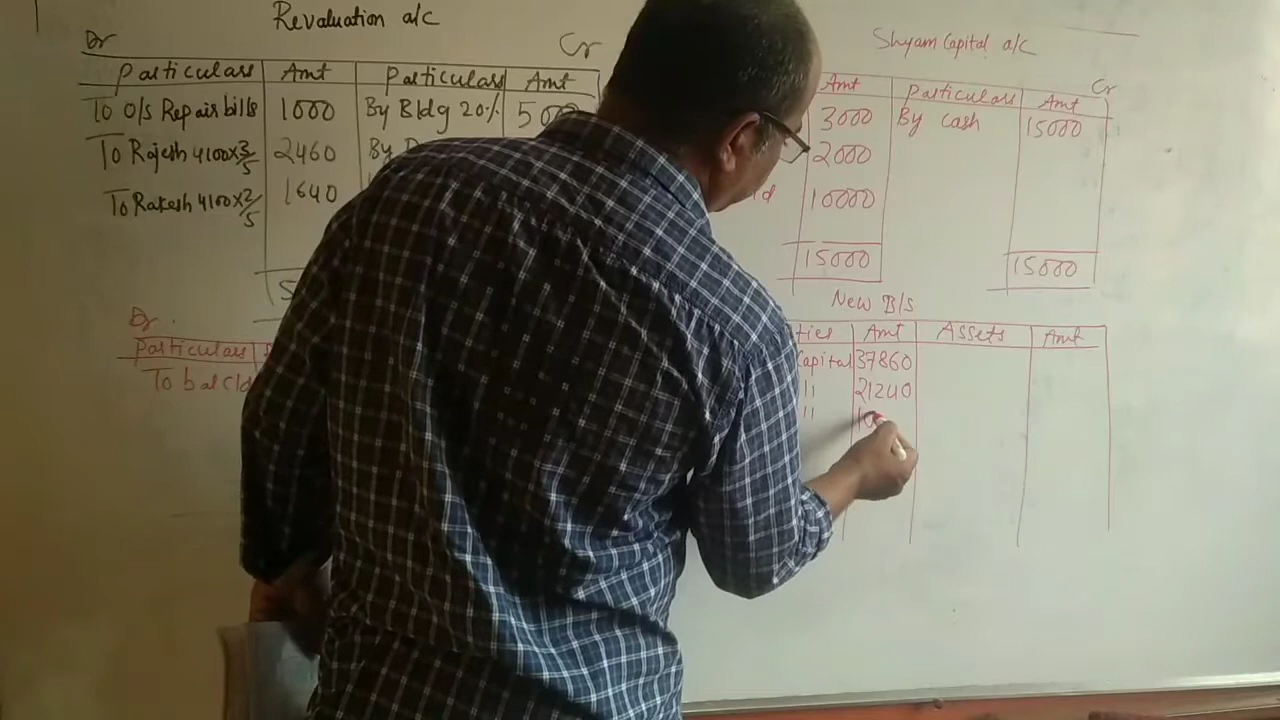 Revaluation a/c
Dr
Cr
Particulars Amt Particulars Amt
To O/s Repair bills 1000 By Bldg 20%
To Rajesh 4100x3/5 2460 By
To Rakesh 4100x2/5 1640
Dr.
Particulars
To bal c/d
Shyam Capital a/c
Cr
Amt Particulars Amt
3000 By cash 15000
2000
10000
15000 15000
New B/S
Amt Assets Amt
Capital 37860
" 21240
"